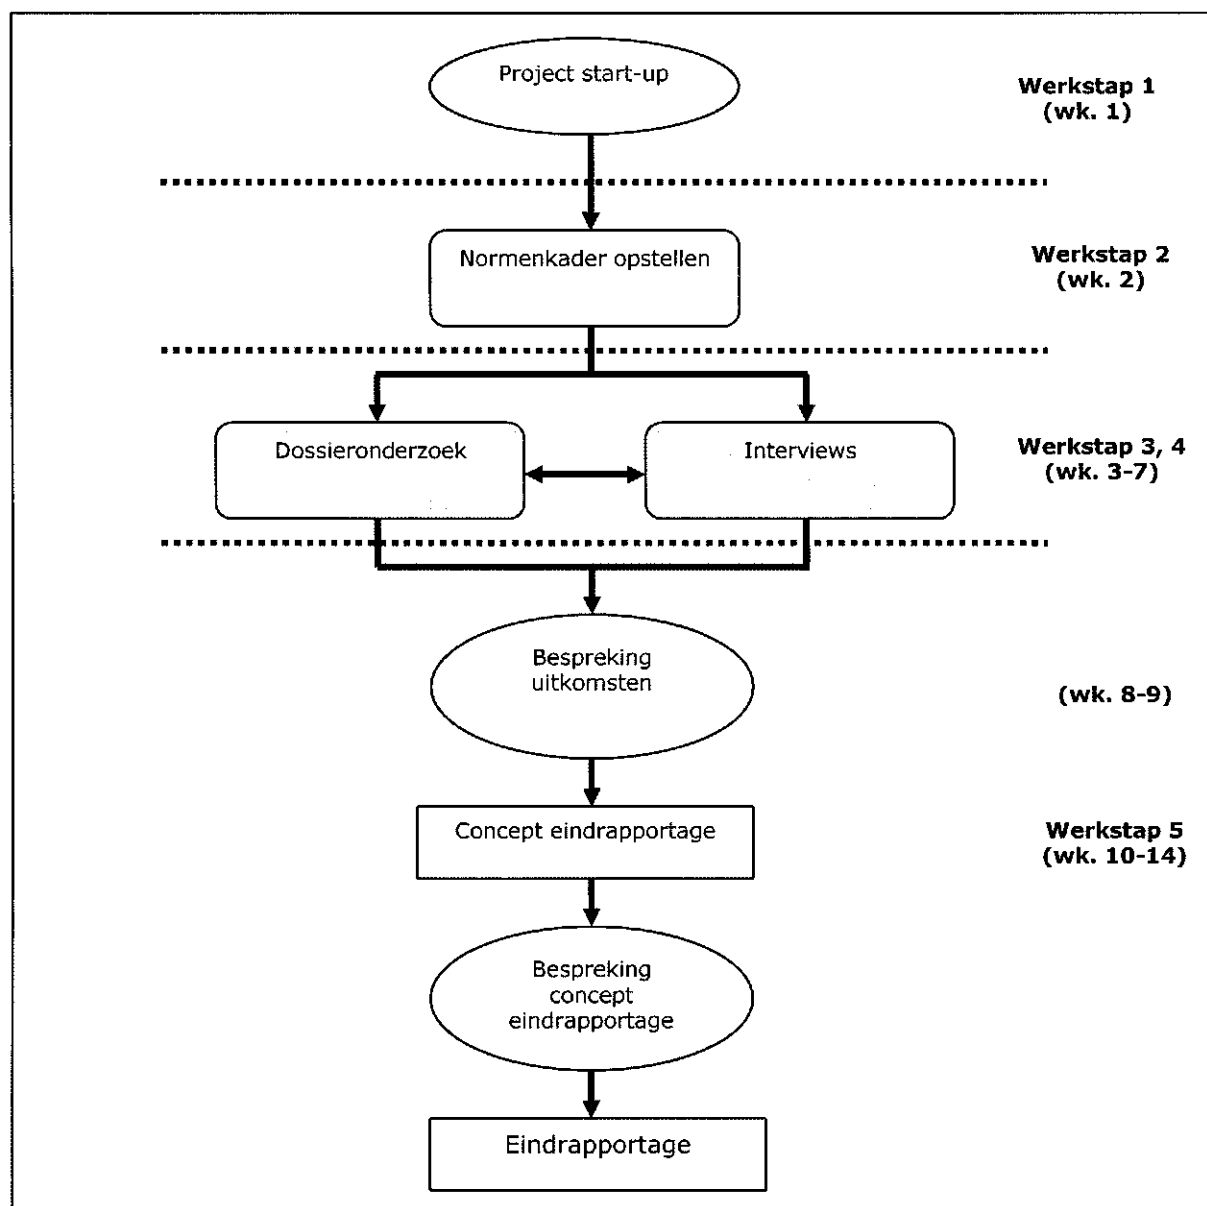 Project start-up
Werkstap 1
(wk. 1)
Normenkader opstellen
Werkstap 2
(wk. 2)
Dossieronderzoek
Interviews
Werkstap 3, 4
(wk. 3-7)
Bespreking
uitkomsten
(wk. 8-9)
Concept eindrapportage
Werkstap 5
(wk. 10-14)
Bespreking
concept
eindrapportage
Eindrapportage